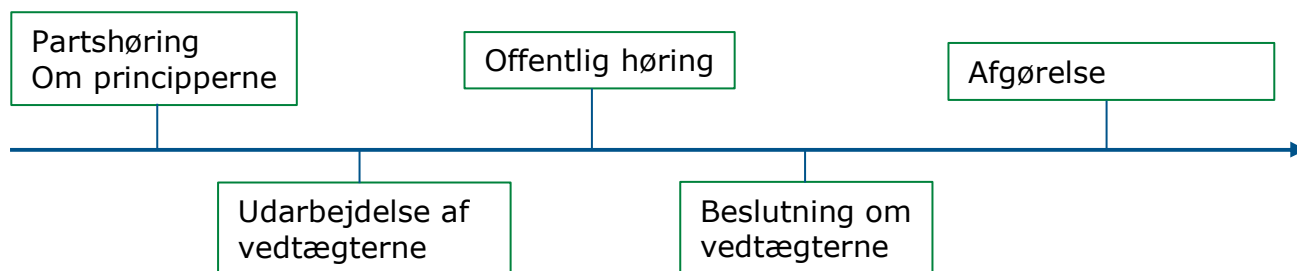 Partshøring
Om principperne
Udarbejdelse af
vedtægterne
Offentlig høring
Beslutning om
vedtægterne
Afgørelse